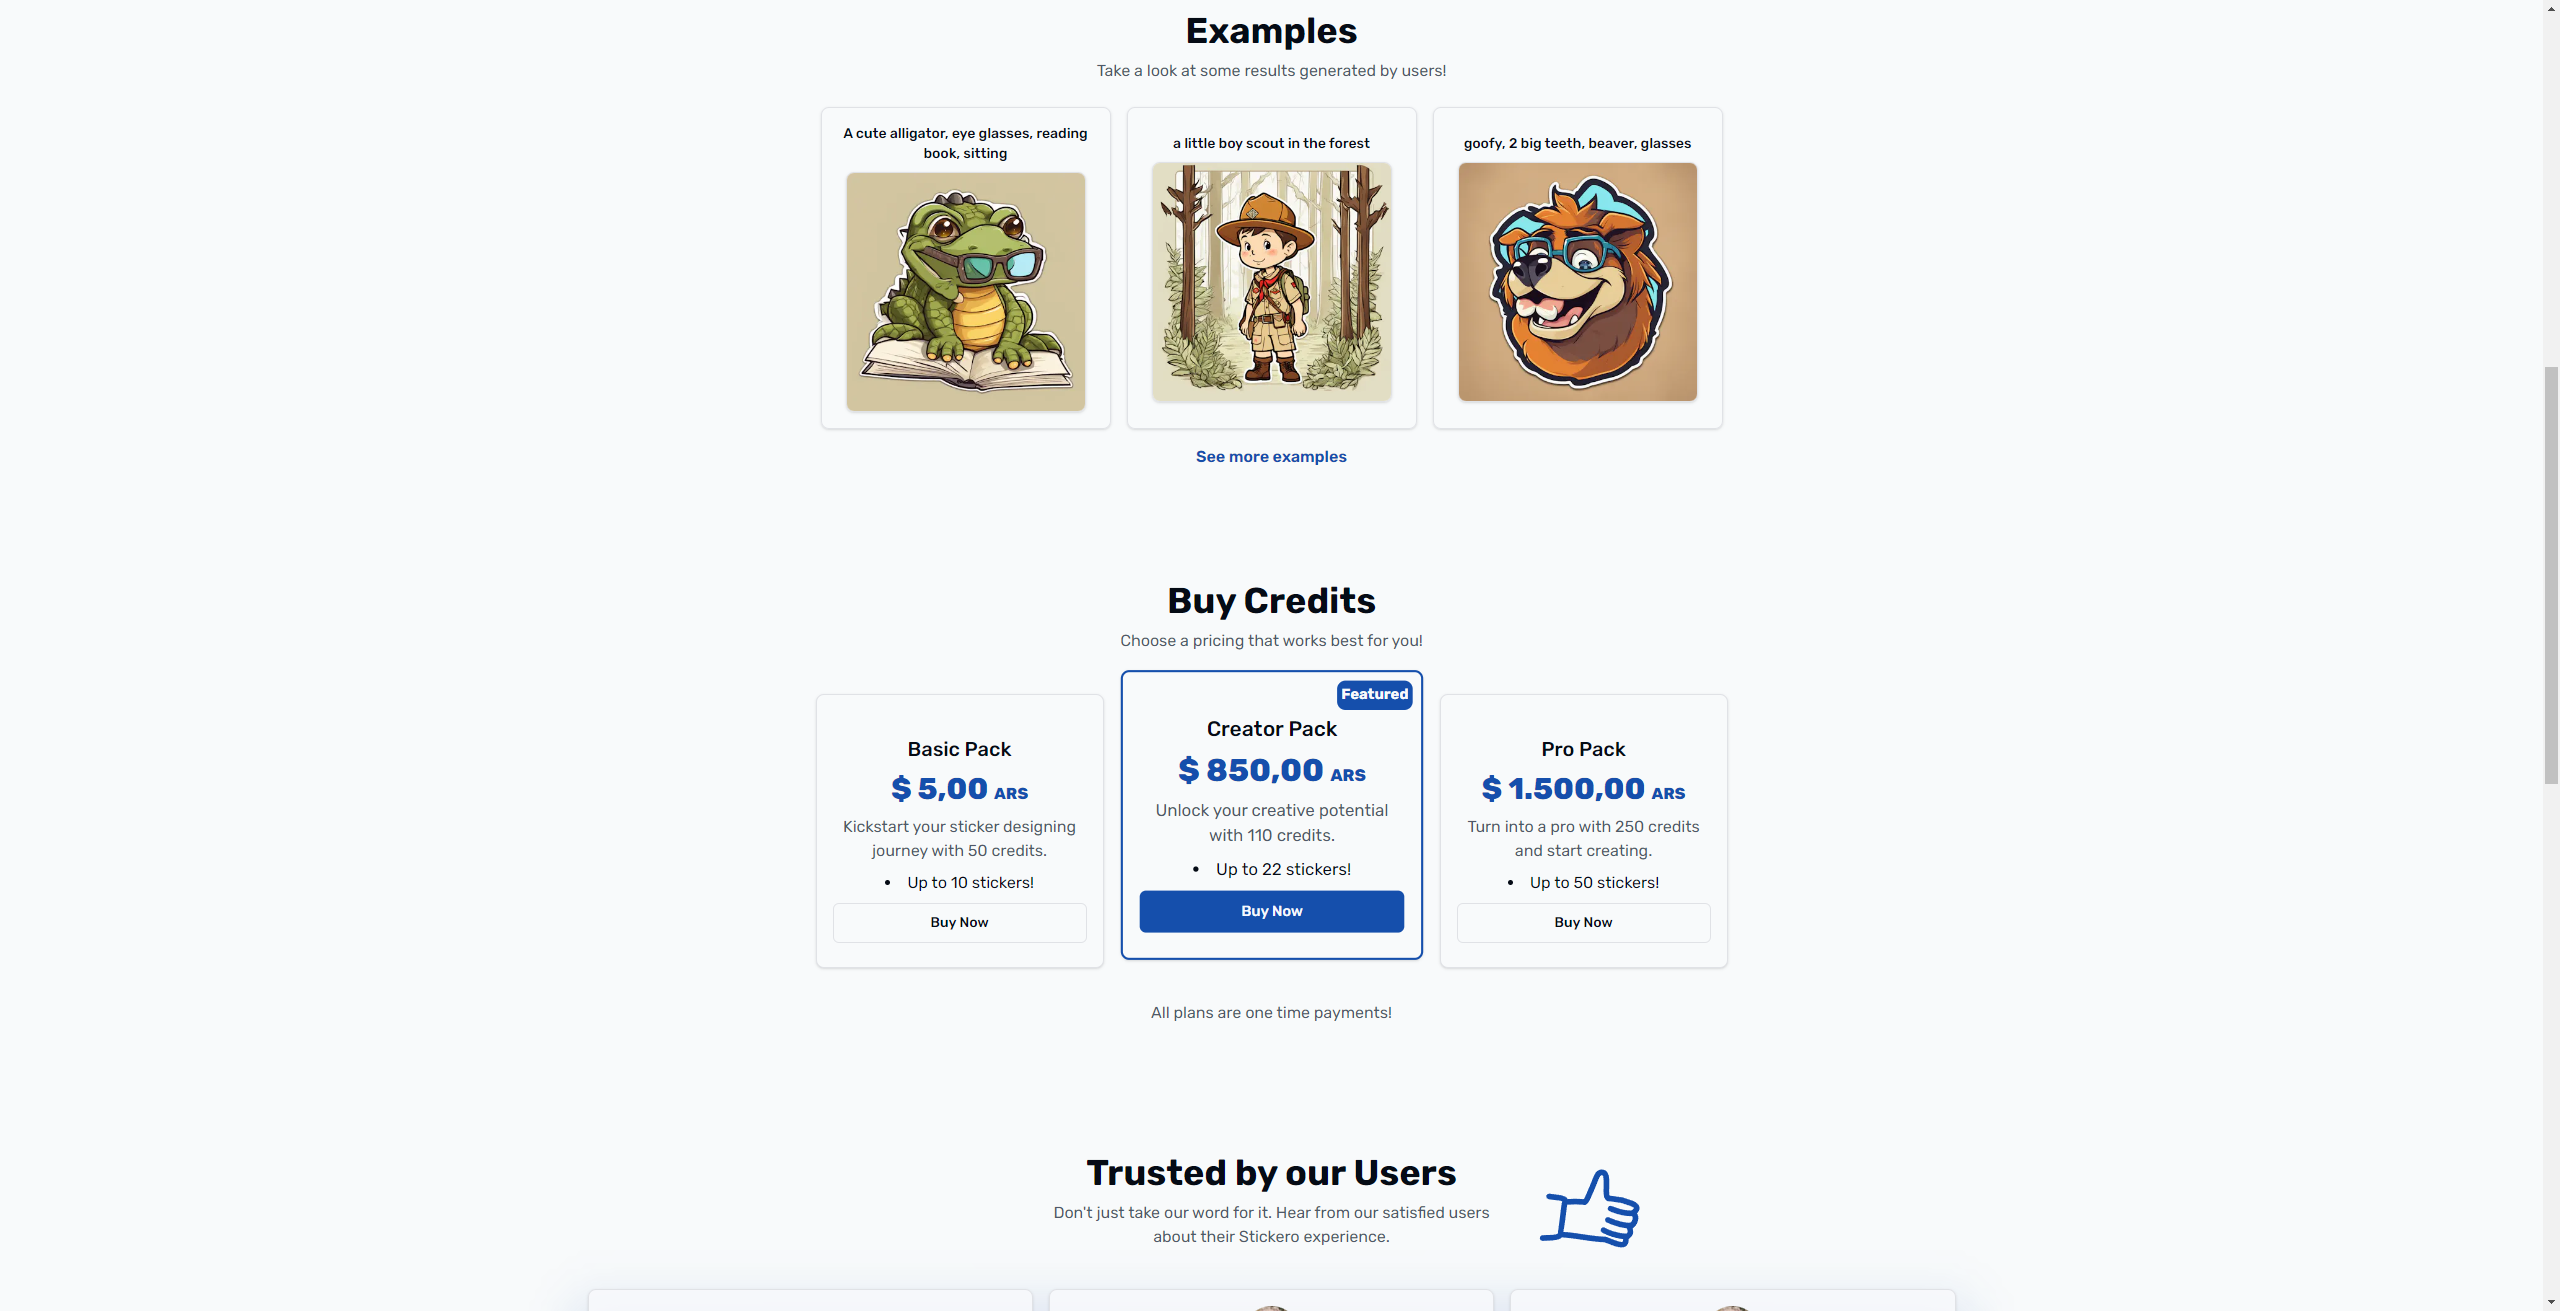 Examples
Take a look at some results generated by users!
A cute alligator, eye glasses, reading
book, sitting
a little boy scout in the forest
goofy, 2 big teeth, beaver, glasses
See more examples
Buy Credits
Choose a pricing that works best for you!
Basic Pack
$ 5,00 ARS
Kickstart your sticker designing
journey with 50 credits.
• Up to 10 stickers!
Buy Now
Featured
Creator Pack
$ 850,00 ARS
Unlock your creative potential
with 110 credits.
• Up to 22 stickers!
Buy Now
Pro Pack
$ 1.500,00 ARS
Turn into a pro with 250 credits
and start creating.
• Up to 50 stickers!
Buy Now
All plans are one time payments!
Trusted by our Users
Don't just take our word for it. Hear from our satisfied users
about their Stickero experience.